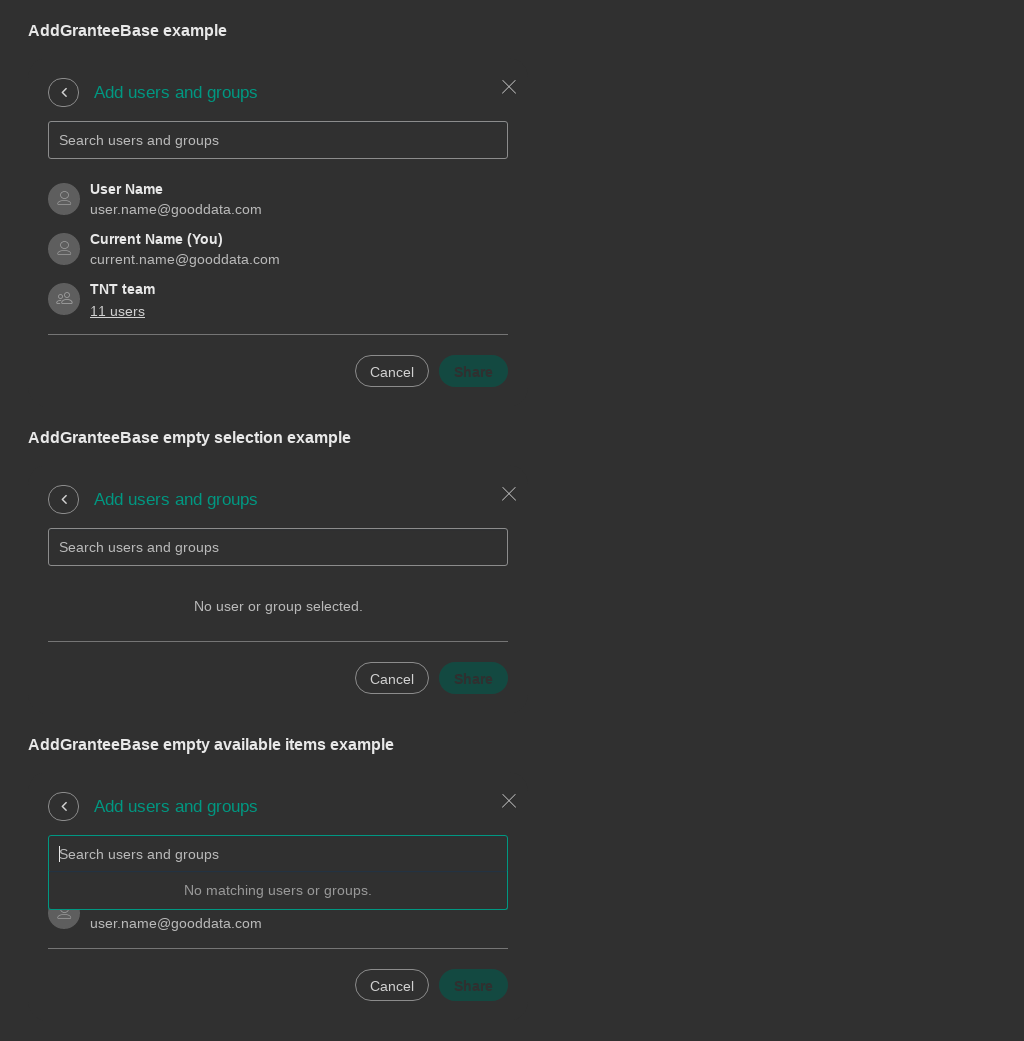 AddGranteeBase example
Add users and groups
Search users and groups
User Name
user.name@gooddata.com
Current Name (You)
current.name@gooddata.com
TNT team
11 users
Cancel Share
AddGranteeBase empty selection example
Add users and groups
Search users and groups
No user or group selected.
Cancel Share
AddGranteeBase empty available items example
Add users and groups
Search users and groups
No matching users or groups.
user.name@gooddata.com
Cancel Share